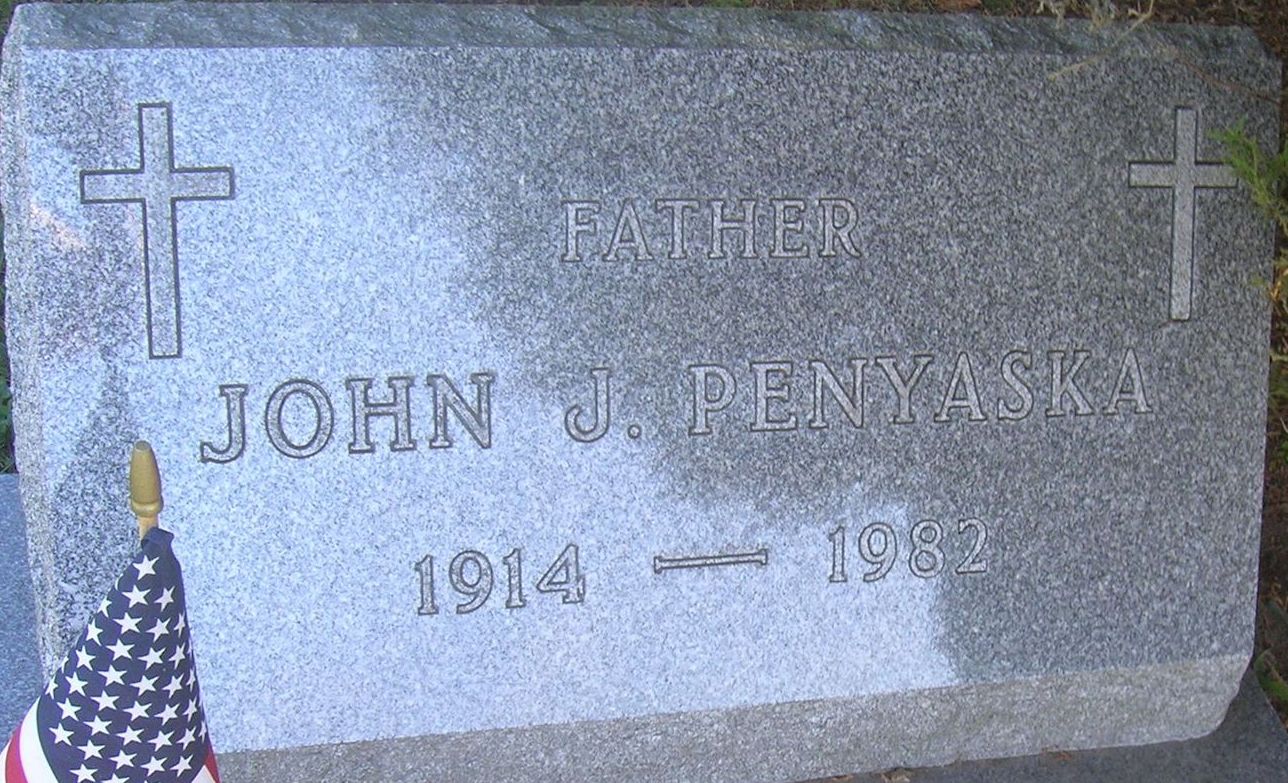 FATHER
JOHN J. PENYASKA
1914 — 1982